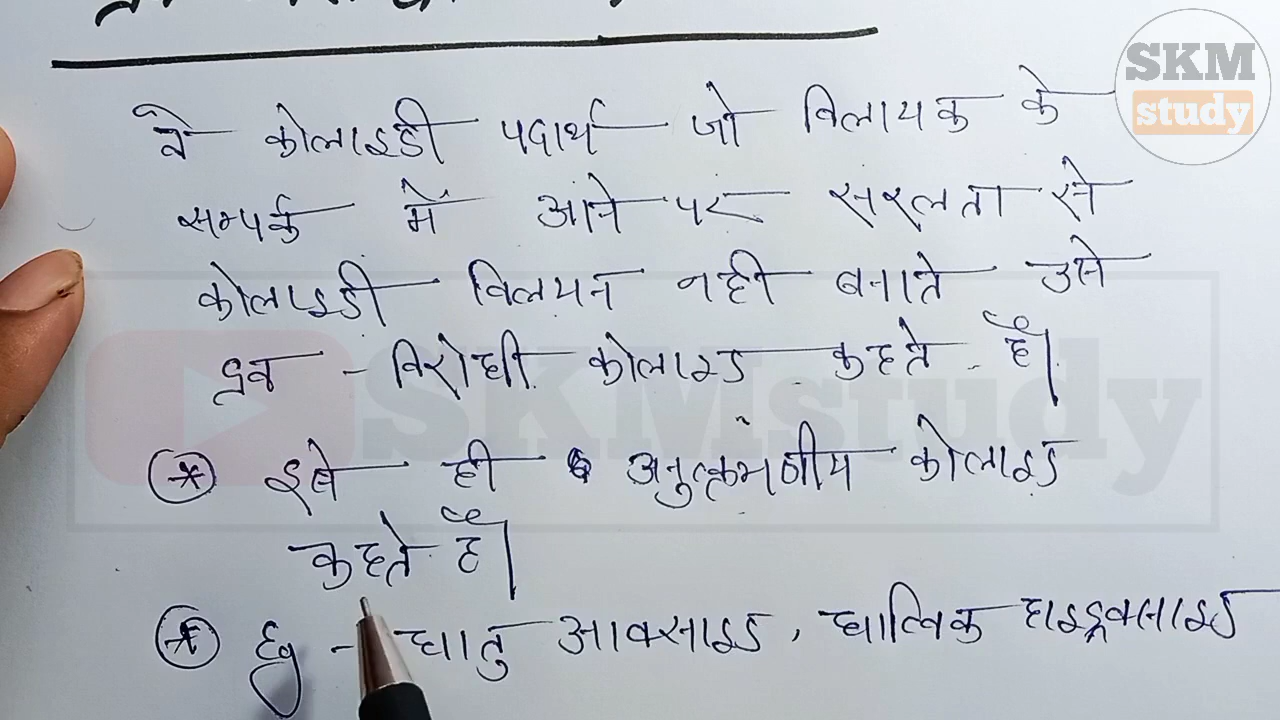 SKM
study
वे कोलाइडी पदार्थ जो विलायक के
सम्पर्क में आने पर सरलता से
कोलाइडी विलयन नही बनाते उसे
द्रव - विरोधी कोलाइड कहते हैं।
SKMstudy
* इसे ही अनुत्क्रमणीय कोलाइड
कहते हैं।
* Eg - धातु आक्साइड, धात्विक हाइड्रक्साइड